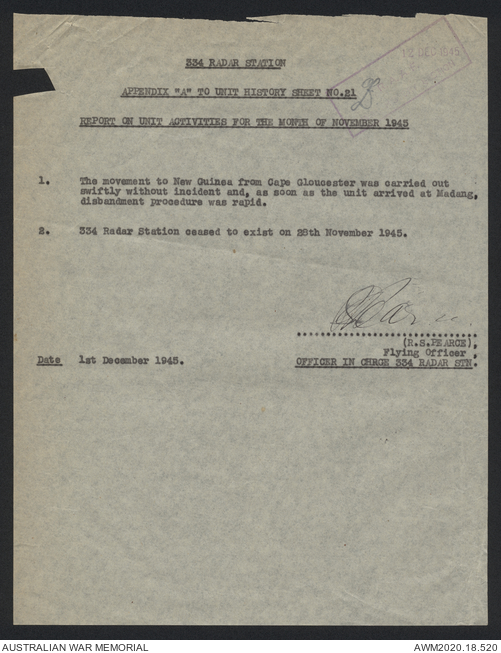 334 RADAR STATION
12 DEC 1945
APPENDIX "A" TO UNIT HISTORY SHEET NO.21
REPORT ON UNIT ACTIVITIES FOR THE MONTH OF NOVEMBER 1945
1. The movement to New Guinea from Cape Gloucester was carried out
swiftly without incident and, as soon as the unit arrived at Madang,
disbandment procedure was rapid.
2. 334 Radar Station ceased to exist on 28th November 1945.
(R.S.PEARCE),
Flying Officer,
Date 1st December 1945.
OFFICER IN CHRGE 334 RADAR STN.
AUSTRALIAN WAR MEMORIAL
AWM2020.18.520